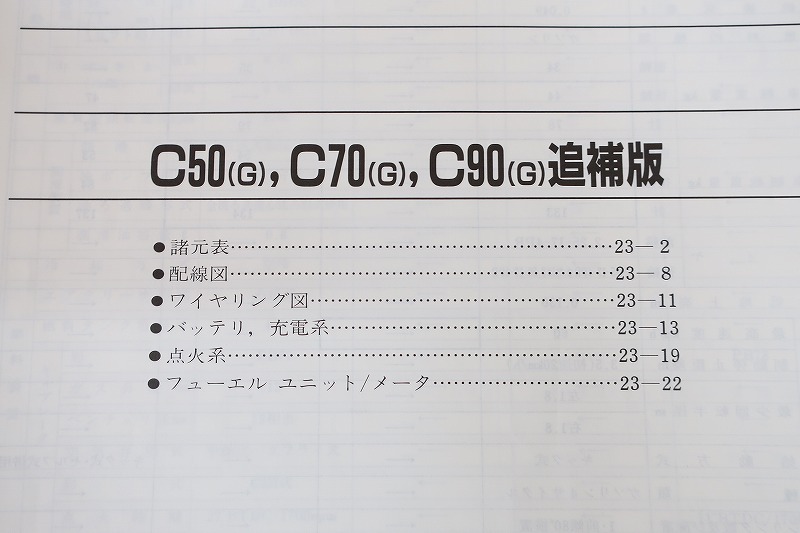 C50(G), C70(G), C90(G)追補版
●諸元表……………………………………………………23―2
●配線図……………………………………………………23―8
●ワイヤリング図…………………………………………23―11
●バッテリ, 充電系………………………………………23―13
●点火系……………………………………………………23―19
●フューエル ユニット/メータ…………………………23―22